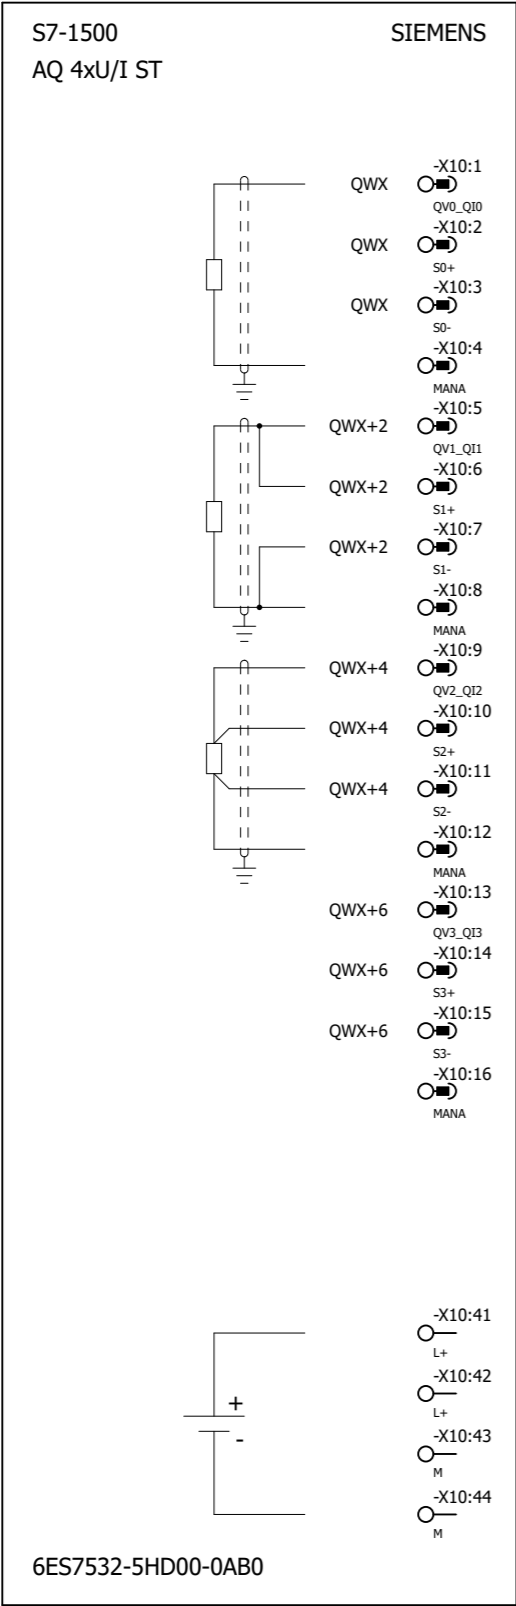 S7-1500 SIEMENS
AQ 4xU/I ST
-X10:1
QWX
QV0_QI0
-X10:2
QWX
S0+
-X10:3
QWX
S0-
-X10:4
MANA
-X10:5
QWX+2
QV1_QI1
-X10:6
QWX+2
S1+
-X10:7
QWX+2
S1-
-X10:8
MANA
-X10:9
QWX+4
QV2_QI2
-X10:10
QWX+4
S2+
-X10:11
QWX+4
S2-
-X10:12
MANA
-X10:13
QWX+6
QV3_QI3
-X10:14
QWX+6
S3+
-X10:15
QWX+6
S3-
-X10:16
MANA
-X10:41
L+
-X10:42
L+
+
-X10:43
-
M
-X10:44
M
6ES7532-5HD00-0AB0